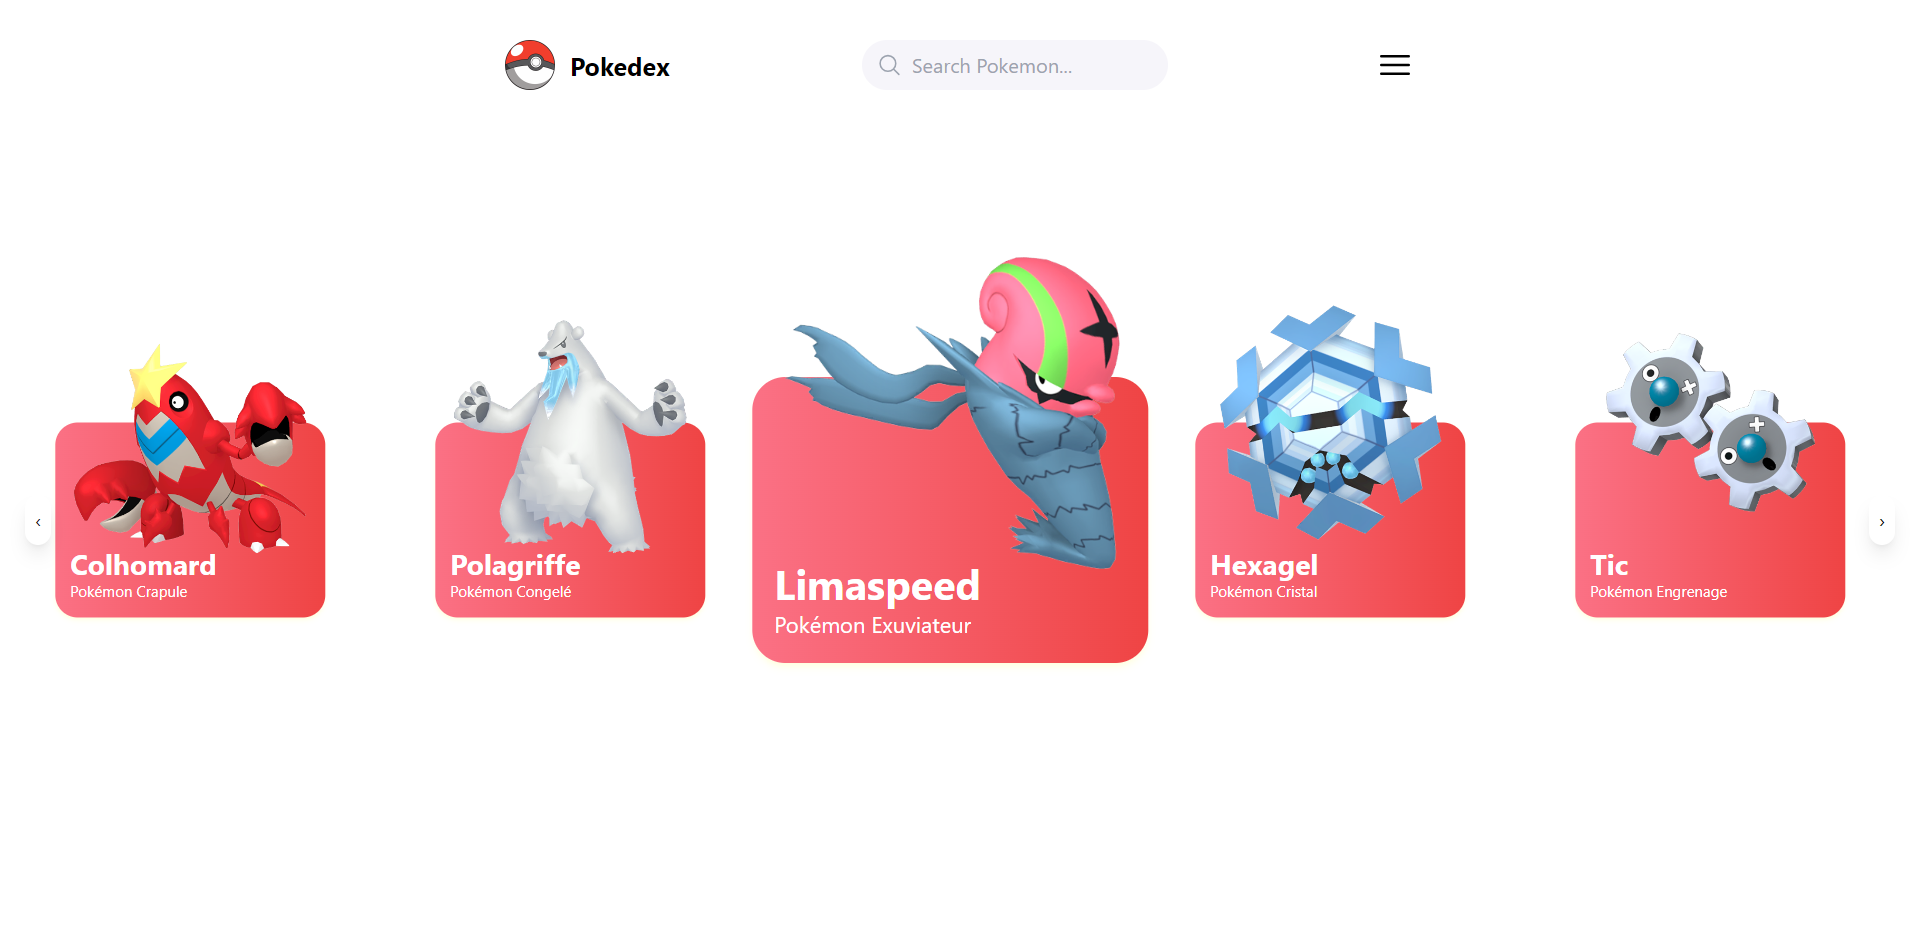 Pokedex
Search Pokemon...
‹
Colhomard
Pokémon Crapule
Polagriffe
Pokémon Congelé
Limaspeed
Pokémon Exuviateur
Hexagel
Pokémon Cristal
Tic
Pokémon Engrenage
›